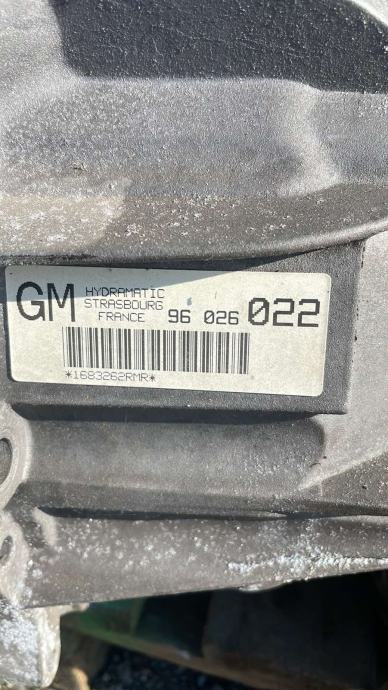 GM HYDRAMATIC
STRASBOURG
FRANCE 96 026 022
*1683262RMR*